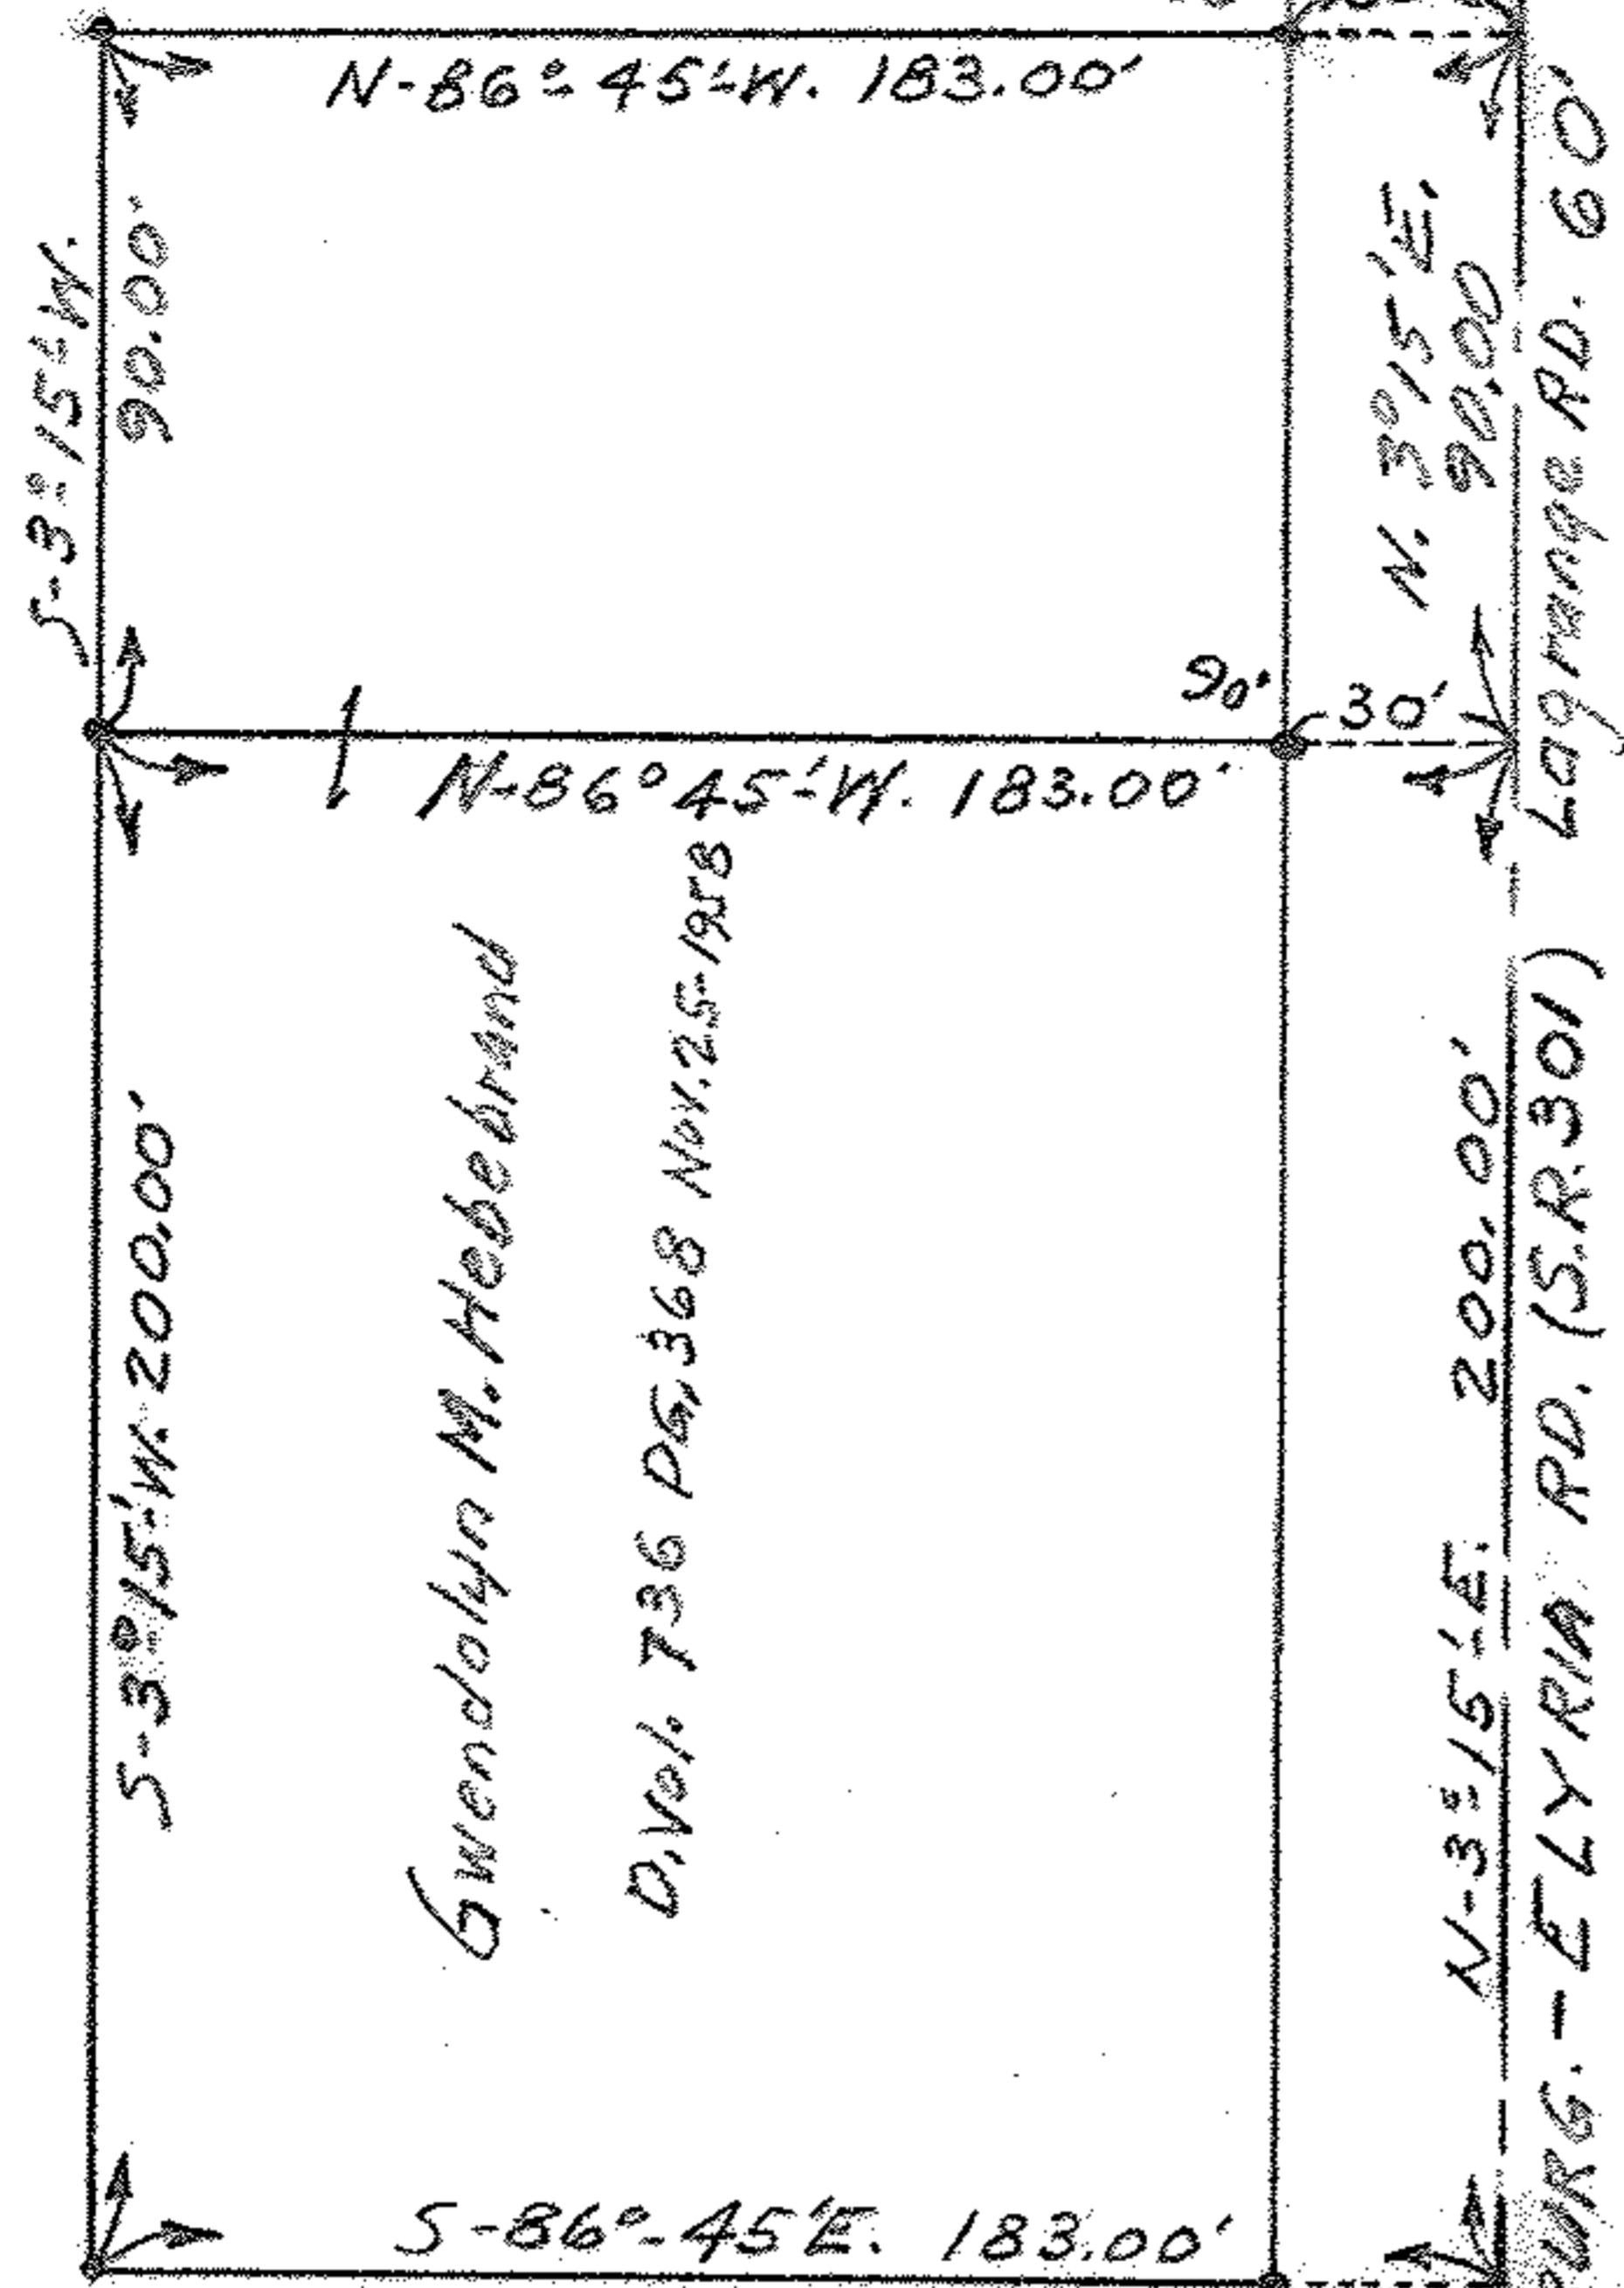 N-86°-45'-W. 183.00'
S-3°-15'-W.
90.00'
N. 3°15'E.
90.00
90°
30'
N-86°45'-W. 183.00'
S-3°15'-W. 200.00'
Gwendolyn M. Hebebrand
D.Vol. 736 PG.368 Nov.25-1958
N-3°-15'-E. 200.00'
S-86°-45'E. 183.00'
-ELYRIA RD. (S.R.301) Lagrange RD. 60'